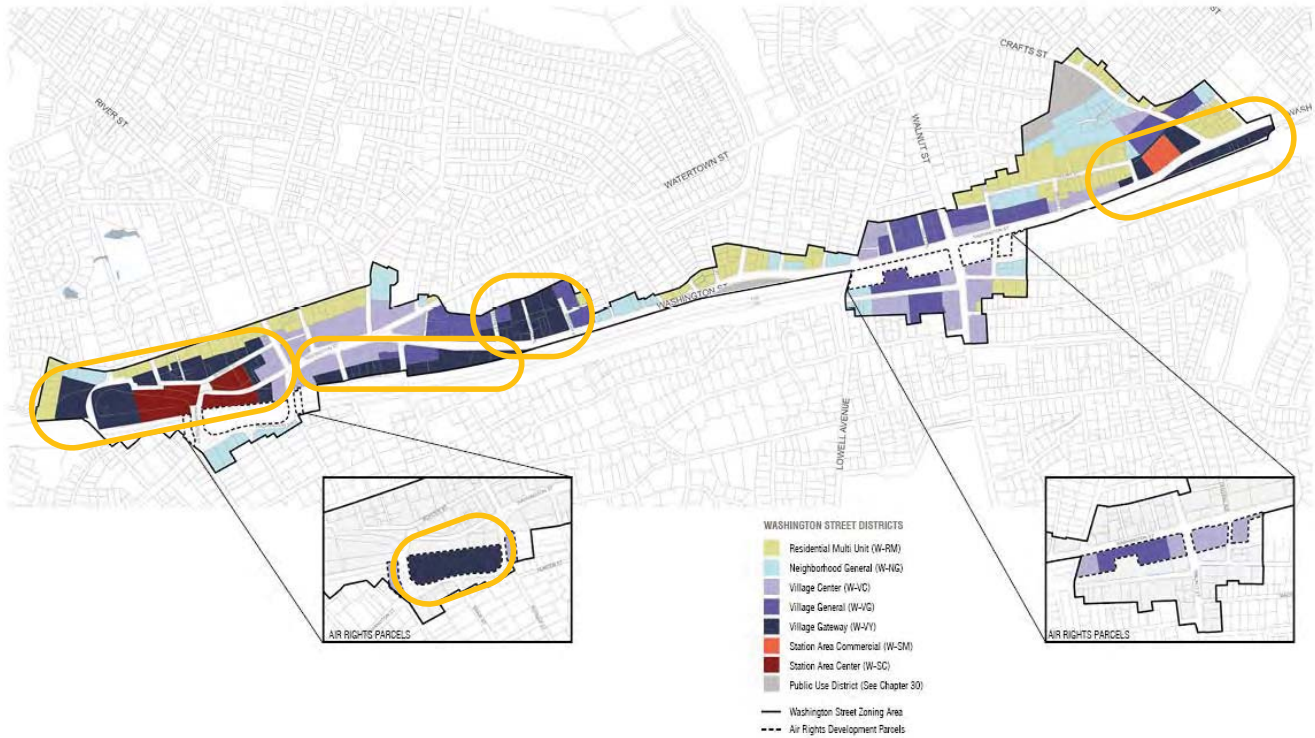 CRAFTS ST
ST
RIVER ST
WASH
WALNUT ST
WATERTOWN ST
WASHINGTON ST
LOWELL AVENUE
AIR RIGHTS PARCELS
AIR RIGHTS PARCELS
WASHINGTON STREET DISTRICTS
Residential Multi Unit (W-RM)
Neighborhood General (W-NG)
Village Center (W-VC)
Village General (W-VG)
Village Gateway (W-VY)
Station Area Commercial (W-SM)
Station Area Center (W-SC)
Public Use District (See Chapter 30)
Washington Street Zoning Area
Air Rights Development Parcels